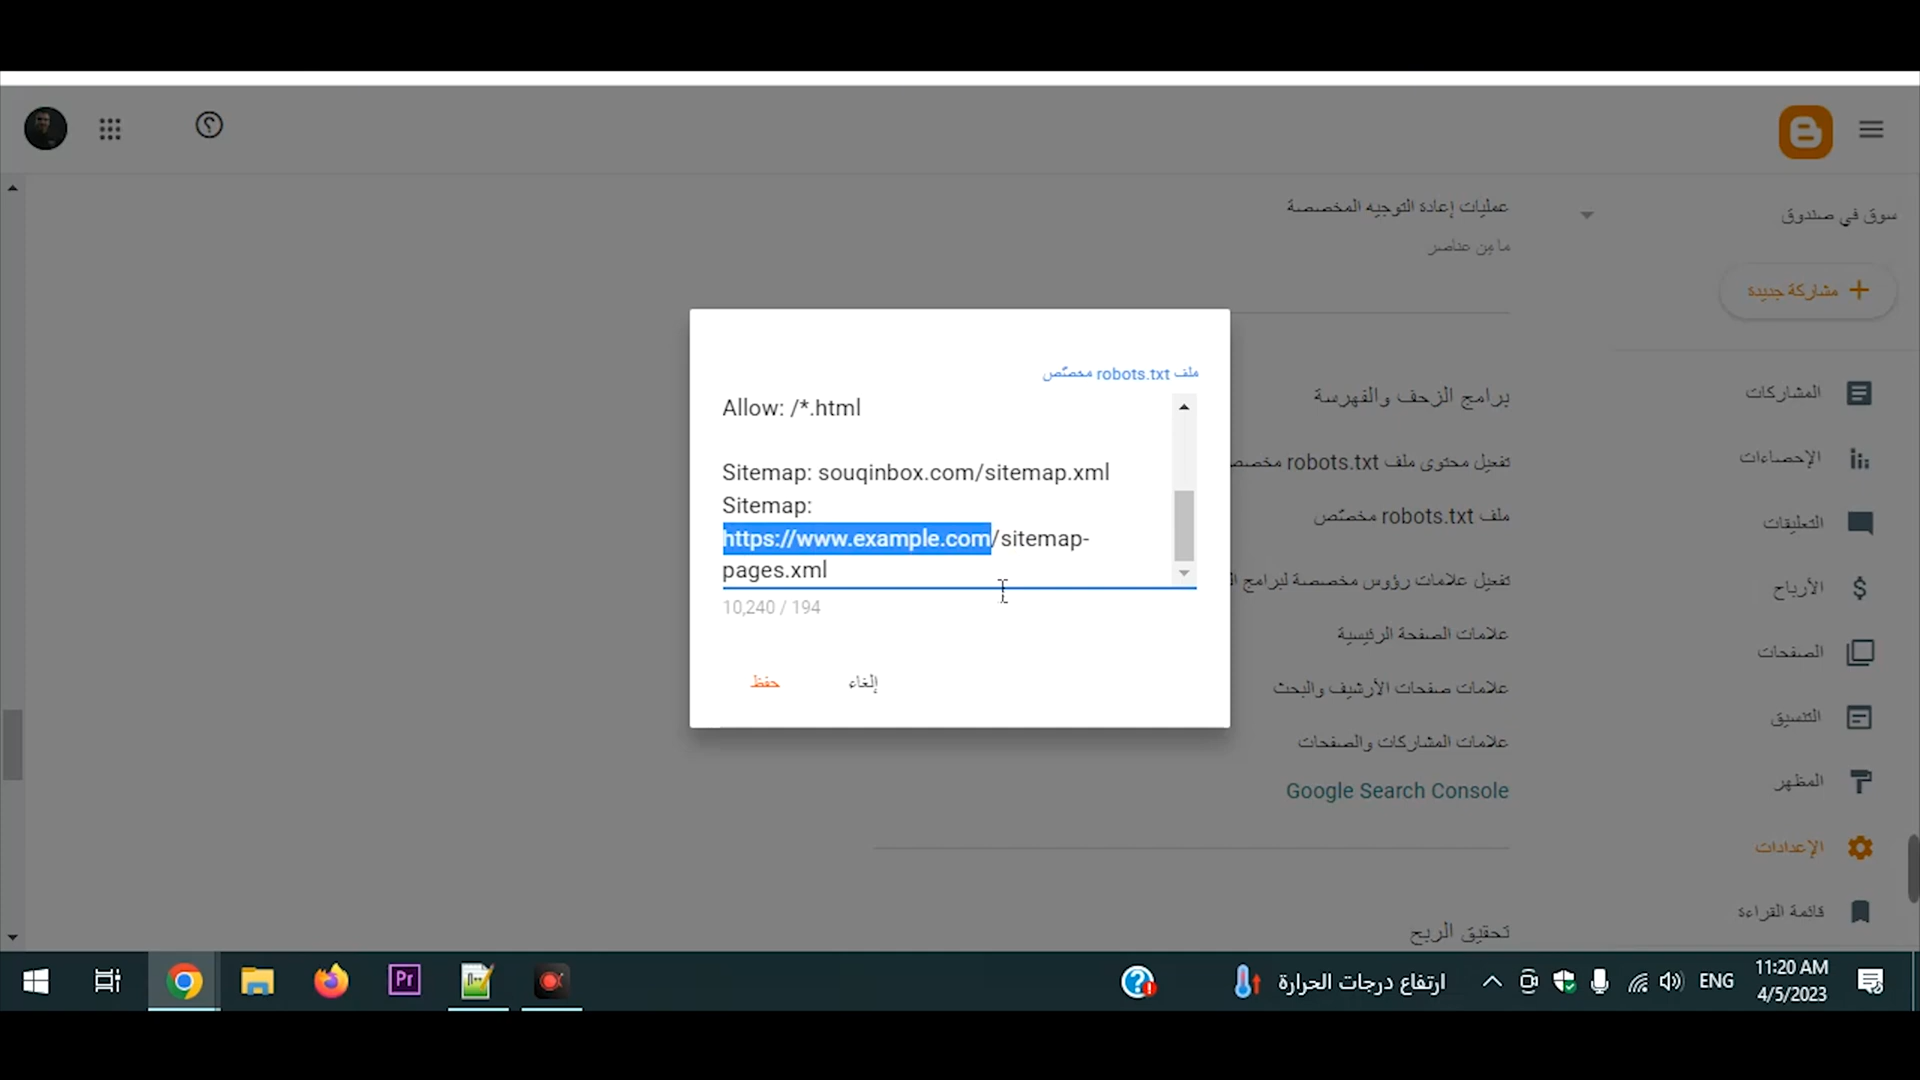 سوق في صندوق
مشاركة جديدة
المشاركات
الإحصاءات
التعليقات
الأرباح
الصفحات
التنسيق
المظهر
الإعدادات
قائمة القراءة
عمليات إعادة التوجيه المخصصة
ما من عناصر
برامج الزحف والفهرسة
تفعيل محتوى ملف robots.txt مخصص
ملف robots.txt مخصّص
تفعيل علامات رؤوس مخصصة لبرامج ا
علامات الصفحة الرئيسية
علامات صفحات الأرشيف والبحث
علامات المشاركات والصفحات
Google Search Console
تحقيق الربح
ملف robots.txt مخصّص
Allow: /*.html
Sitemap: souqinbox.com/sitemap.xml
Sitemap:
https://www.example.com/sitemap-
pages.xml
10,240 / 194
إلغاء
حفظ
Pr
ارتفاع درجات الحرارة
ENG
11:20 AM
4/5/2023